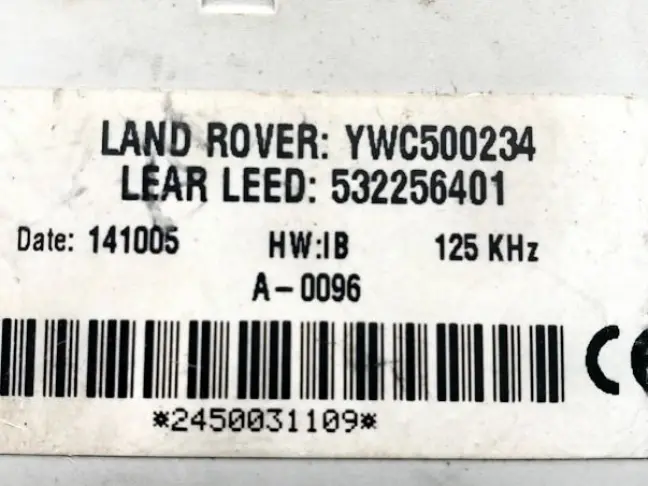 LAND ROVER: YWC500234
LEAR LEED: 532256401
Date: 141005 HW:IB 125 KHz
A-0096
CE
*2450031109*